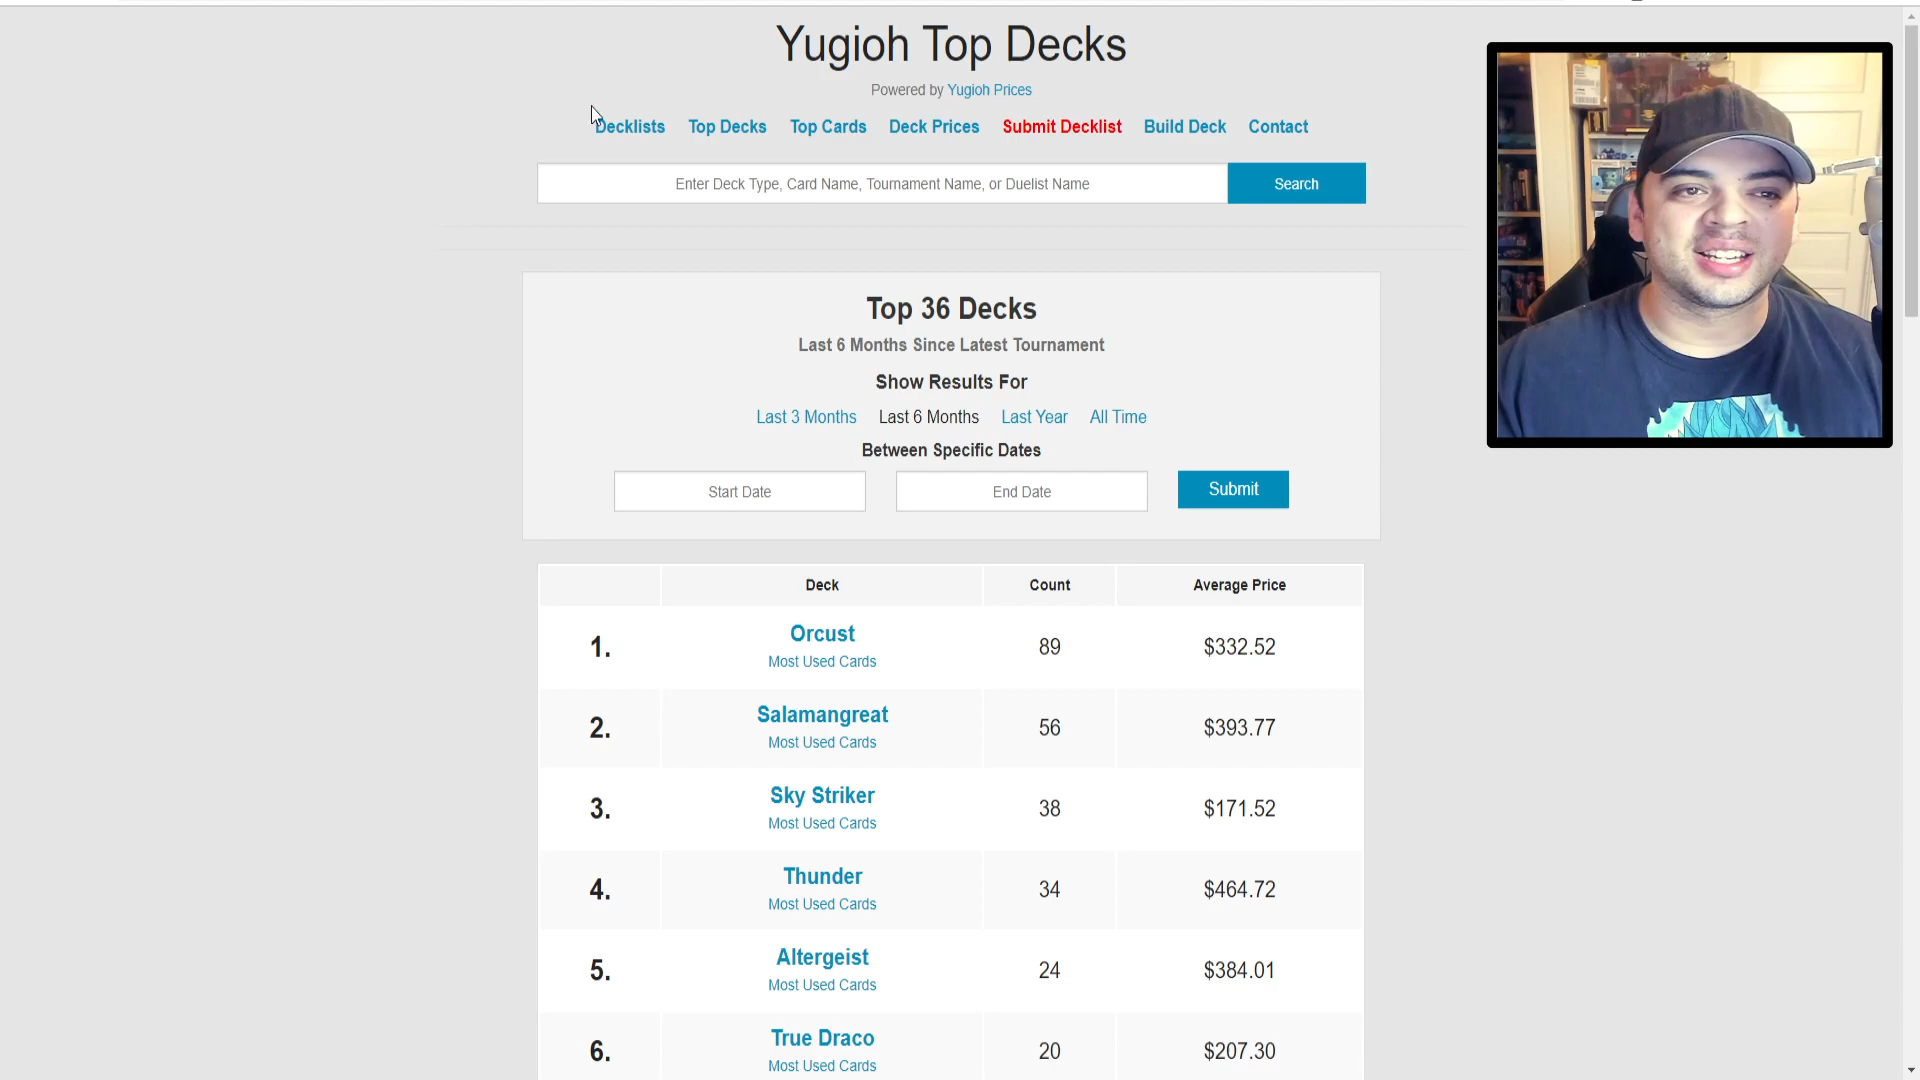 Yugioh Top Decks
Powered by Yugioh Prices
Decklists Top Decks Top Cards Deck Prices Submit Decklist Build Deck Contact
Enter Deck Type, Card Name, Tournament Name, or Duelist Name Search
Top 36 Decks
Last 6 Months Since Latest Tournament
Show Results For
Last 3 Months Last 6 Months Last Year All Time
Between Specific Dates
Start Date End Date Submit
Deck Count Average Price
1. Orcust 89 $332.52
Most Used Cards
2. Salamangreat 56 $393.77
Most Used Cards
3. Sky Striker 38 $171.52
Most Used Cards
4. Thunder 34 $464.72
Most Used Cards
5. Altergeist 24 $384.01
Most Used Cards
6. True Draco 20 $207.30
Most Used Cards